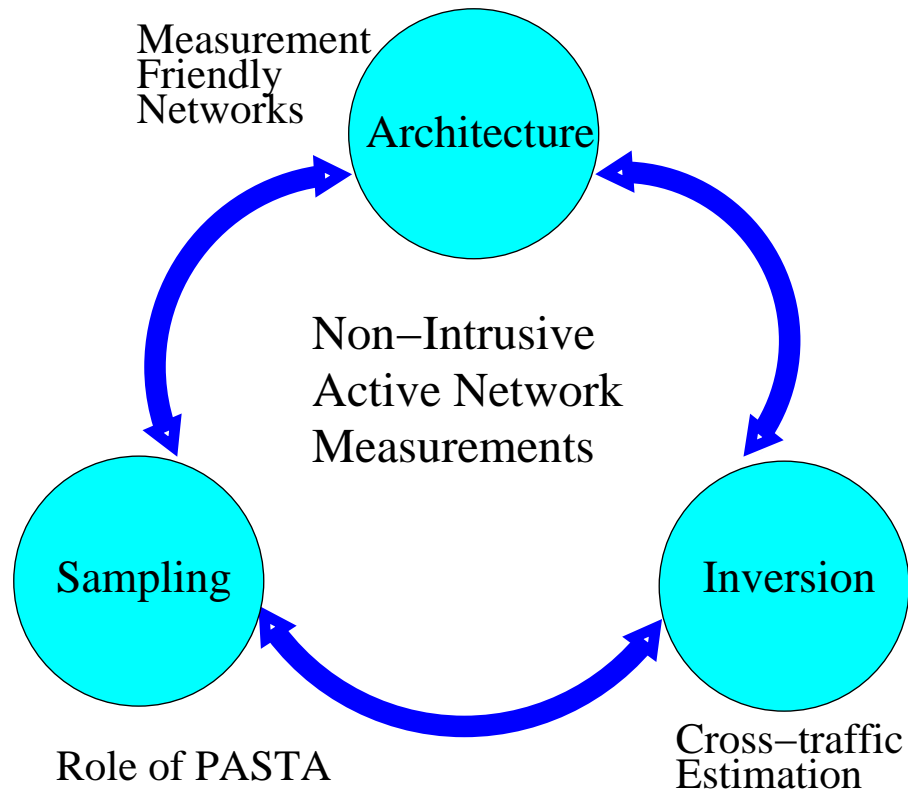 Measurement
Friendly
Networks
Architecture
Non−Intrusive
Active Network
Measurements
Sampling
Inversion
Role of PASTA
Cross−traffic
Estimation